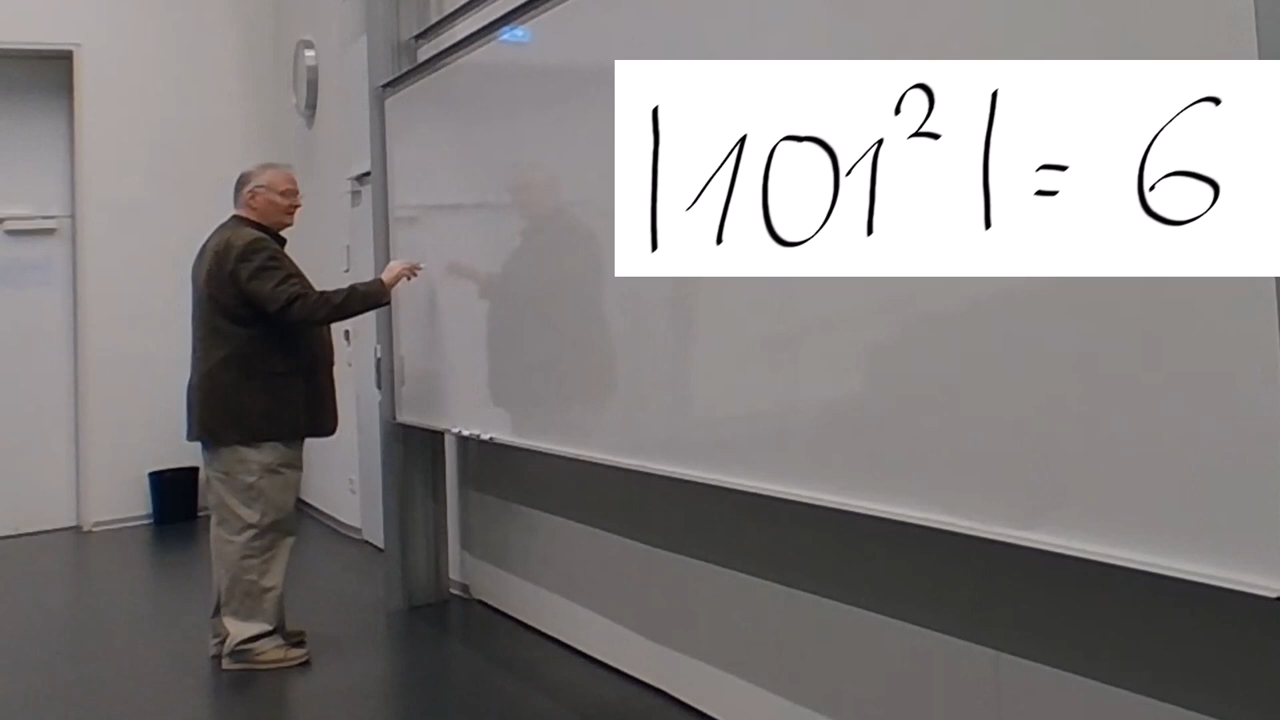 |101²| = 6